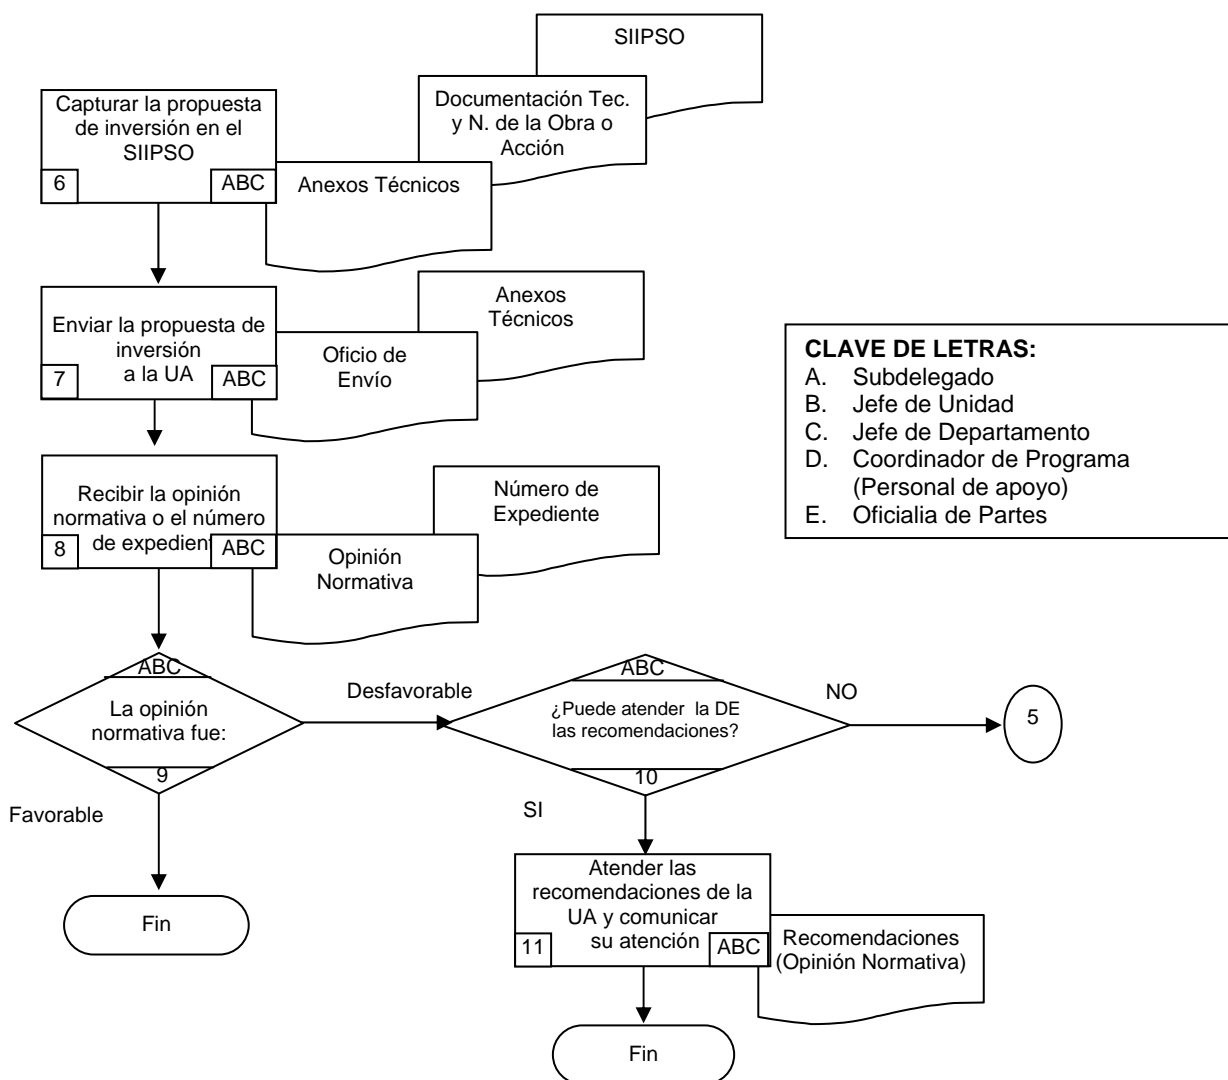 SIIPSO
Capturar la propuesta
de inversión en el
SIIPSO
6
ABC
Documentación Tec.
y N. de la Obra o
Acción
Anexos Técnicos
Enviar la propuesta de
inversión
a la UA
7
ABC
Anexos
Técnicos
Oficio de
Envío
CLAVE DE LETRAS:
A. Subdelegado
B. Jefe de Unidad
C. Jefe de Departamento
D. Coordinador de Programa
(Personal de apoyo)
E. Oficialia de Partes
Recibir la opinión
normativa o el número
de expedient
8
ABC
Número de
Expediente
Opinión
Normativa
ABC
La opinión
normativa fue:
9
Desfavorable
ABC
¿Puede atender la DE
las recomendaciones?
10
NO
5
Favorable
SI
Fin
Atender las
recomendaciones de la
UA y comunicar
su atención
11
ABC
Recomendaciones
(Opinión Normativa)
Fin